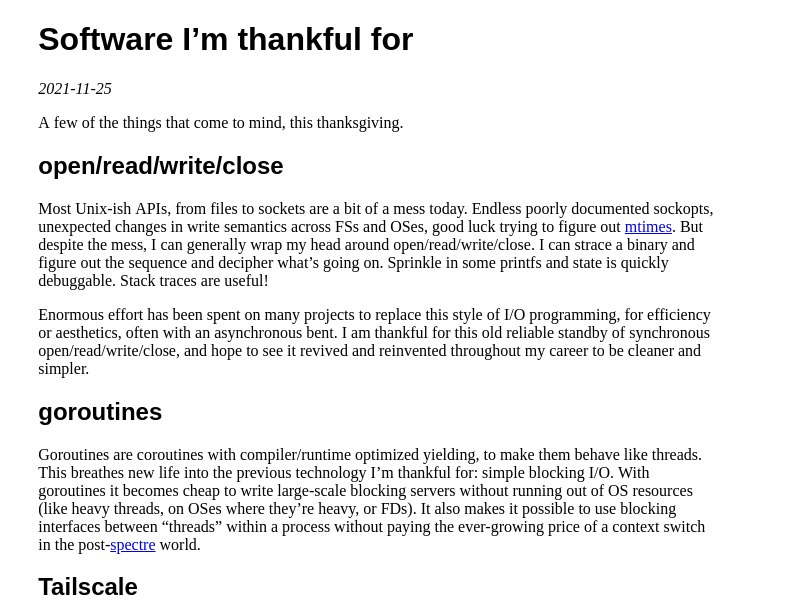 Software I’m thankful for
2021-11-25
A few of the things that come to mind, this thanksgiving.
open/read/write/close
Most Unix-ish APIs, from files to sockets are a bit of a mess today. Endless poorly documented sockopts,
unexpected changes in write semantics across FSs and OSes, good luck trying to figure out mtimes. But
despite the mess, I can generally wrap my head around open/read/write/close. I can strace a binary and
figure out the sequence and decipher what’s going on. Sprinkle in some printfs and state is quickly
debuggable. Stack traces are useful!
Enormous effort has been spent on many projects to replace this style of I/O programming, for efficiency
or aesthetics, often with an asynchronous bent. I am thankful for this old reliable standby of synchronous
open/read/write/close, and hope to see it revived and reinvented throughout my career to be cleaner and
simpler.
goroutines
Goroutines are coroutines with compiler/runtime optimized yielding, to make them behave like threads.
This breathes new life into the previous technology I’m thankful for: simple blocking I/O. With
goroutines it becomes cheap to write large-scale blocking servers without running out of OS resources
(like heavy threads, on OSes where they’re heavy, or FDs). It also makes it possible to use blocking
interfaces between “threads” within a process without paying the ever-growing price of a context switch
in the post-spectre world.
Tailscale